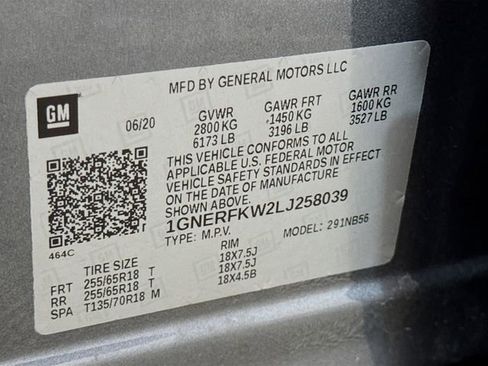 MFD BY GENERAL MOTORS LLC
GM
06/20
GVWR GAWR FRT GAWR RR
2800 KG 1450 KG 1600 KG
6173 LB 3196 LB 3527 LB
THIS VEHICLE CONFORMS TO ALL
APPLICABLE U.S. FEDERAL MOTOR
VEHICLE SAFETY STANDARDS IN EFFECT
ON THE DATE OF MANUFACTURE
SHOWN ABOVE.
1GNERFKW2LJ258039
TYPE: M.P.V. MODEL: 291NB56
464C
TIRE SIZE RIM
FRT 255/65R18 T 18X7.5J
RR 255/65R18 T 18X7.5J
SPA T135/70R18 M 18X4.5B